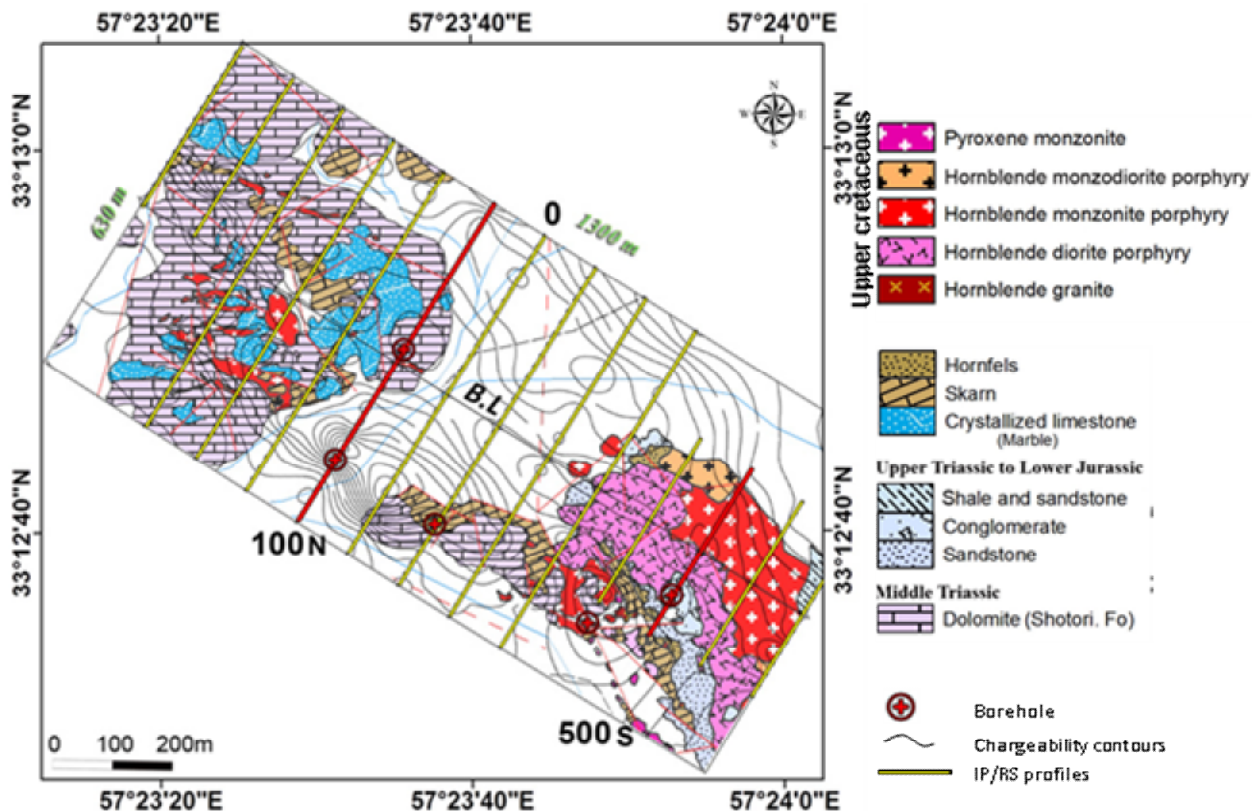 57°23'20"E 57°23'40"E 57°24'0"E
33°13'0"N
33°12'40"N
N
W E
S
630 m
0
1300 m
B.L
100 N
500 S
0 100 200m
33°13'0"N
33°12'40"N
57°23'20"E 57°23'40"E 57°24'0"E
Upper cretaceous
Pyroxene monzonite
Hornblende monzodiorite porphyry
Hornblende monzonite porphyry
Hornblende diorite porphyry
Hornblende granite
Hornfels
Skarn
Crystallized limestone
(Marble)
Upper Triassic to Lower Jurassic
Shale and sandstone
Conglomerate
Sandstone
Middle Triassic
Dolomite (Shotori. Fo)
Borehole
Chargeability contours
IP/RS profiles